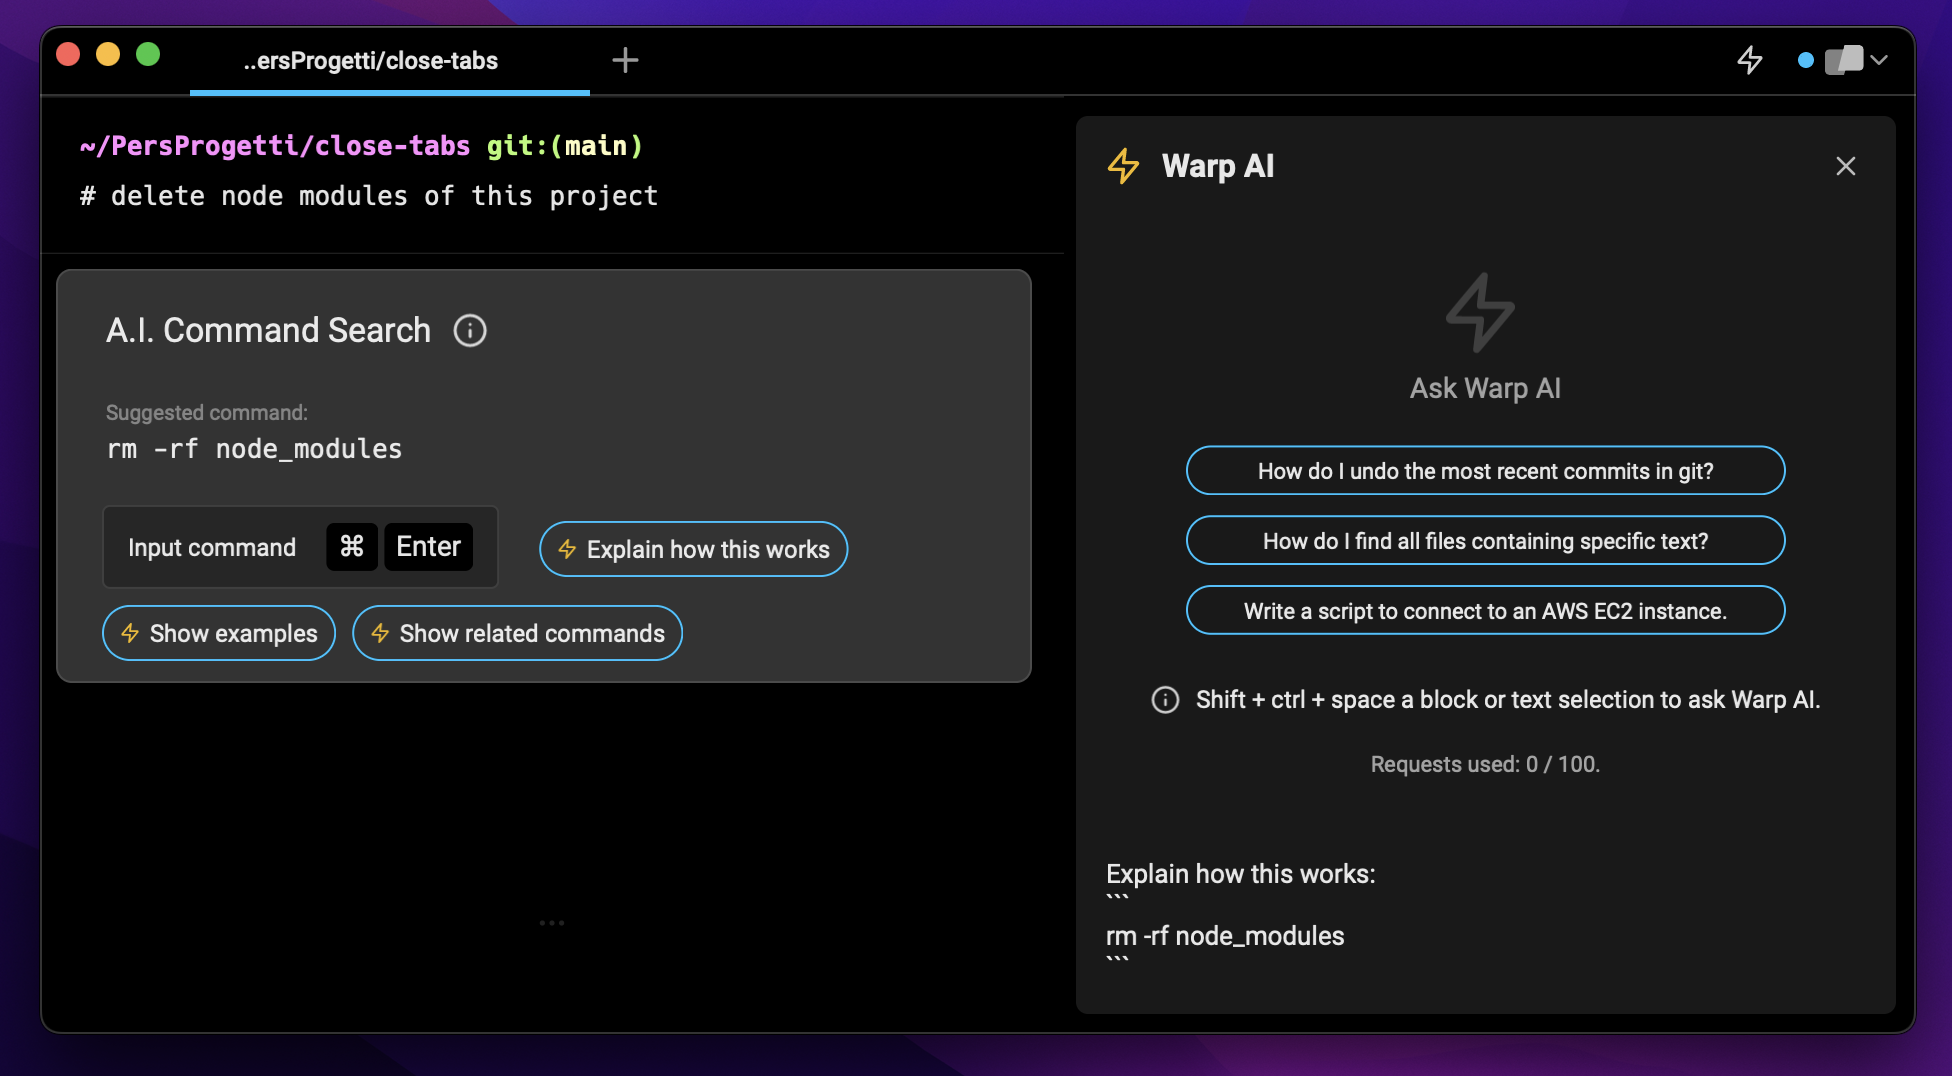 ..ersProgetti/close-tabs
~/PersProgetti/close-tabs git:(main)
# delete node modules of this project
A.I. Command Search
Suggested command:
rm -rf node_modules
Input command ⌘ Enter
Explain how this works
Show examples
Show related commands
Warp AI
Ask Warp AI
How do I undo the most recent commits in git?
How do I find all files containing specific text?
Write a script to connect to an AWS EC2 instance.
Shift + ctrl + space a block or text selection to ask Warp AI.
Requests used: 0 / 100.
Explain how this works:
```
rm -rf node_modules
```